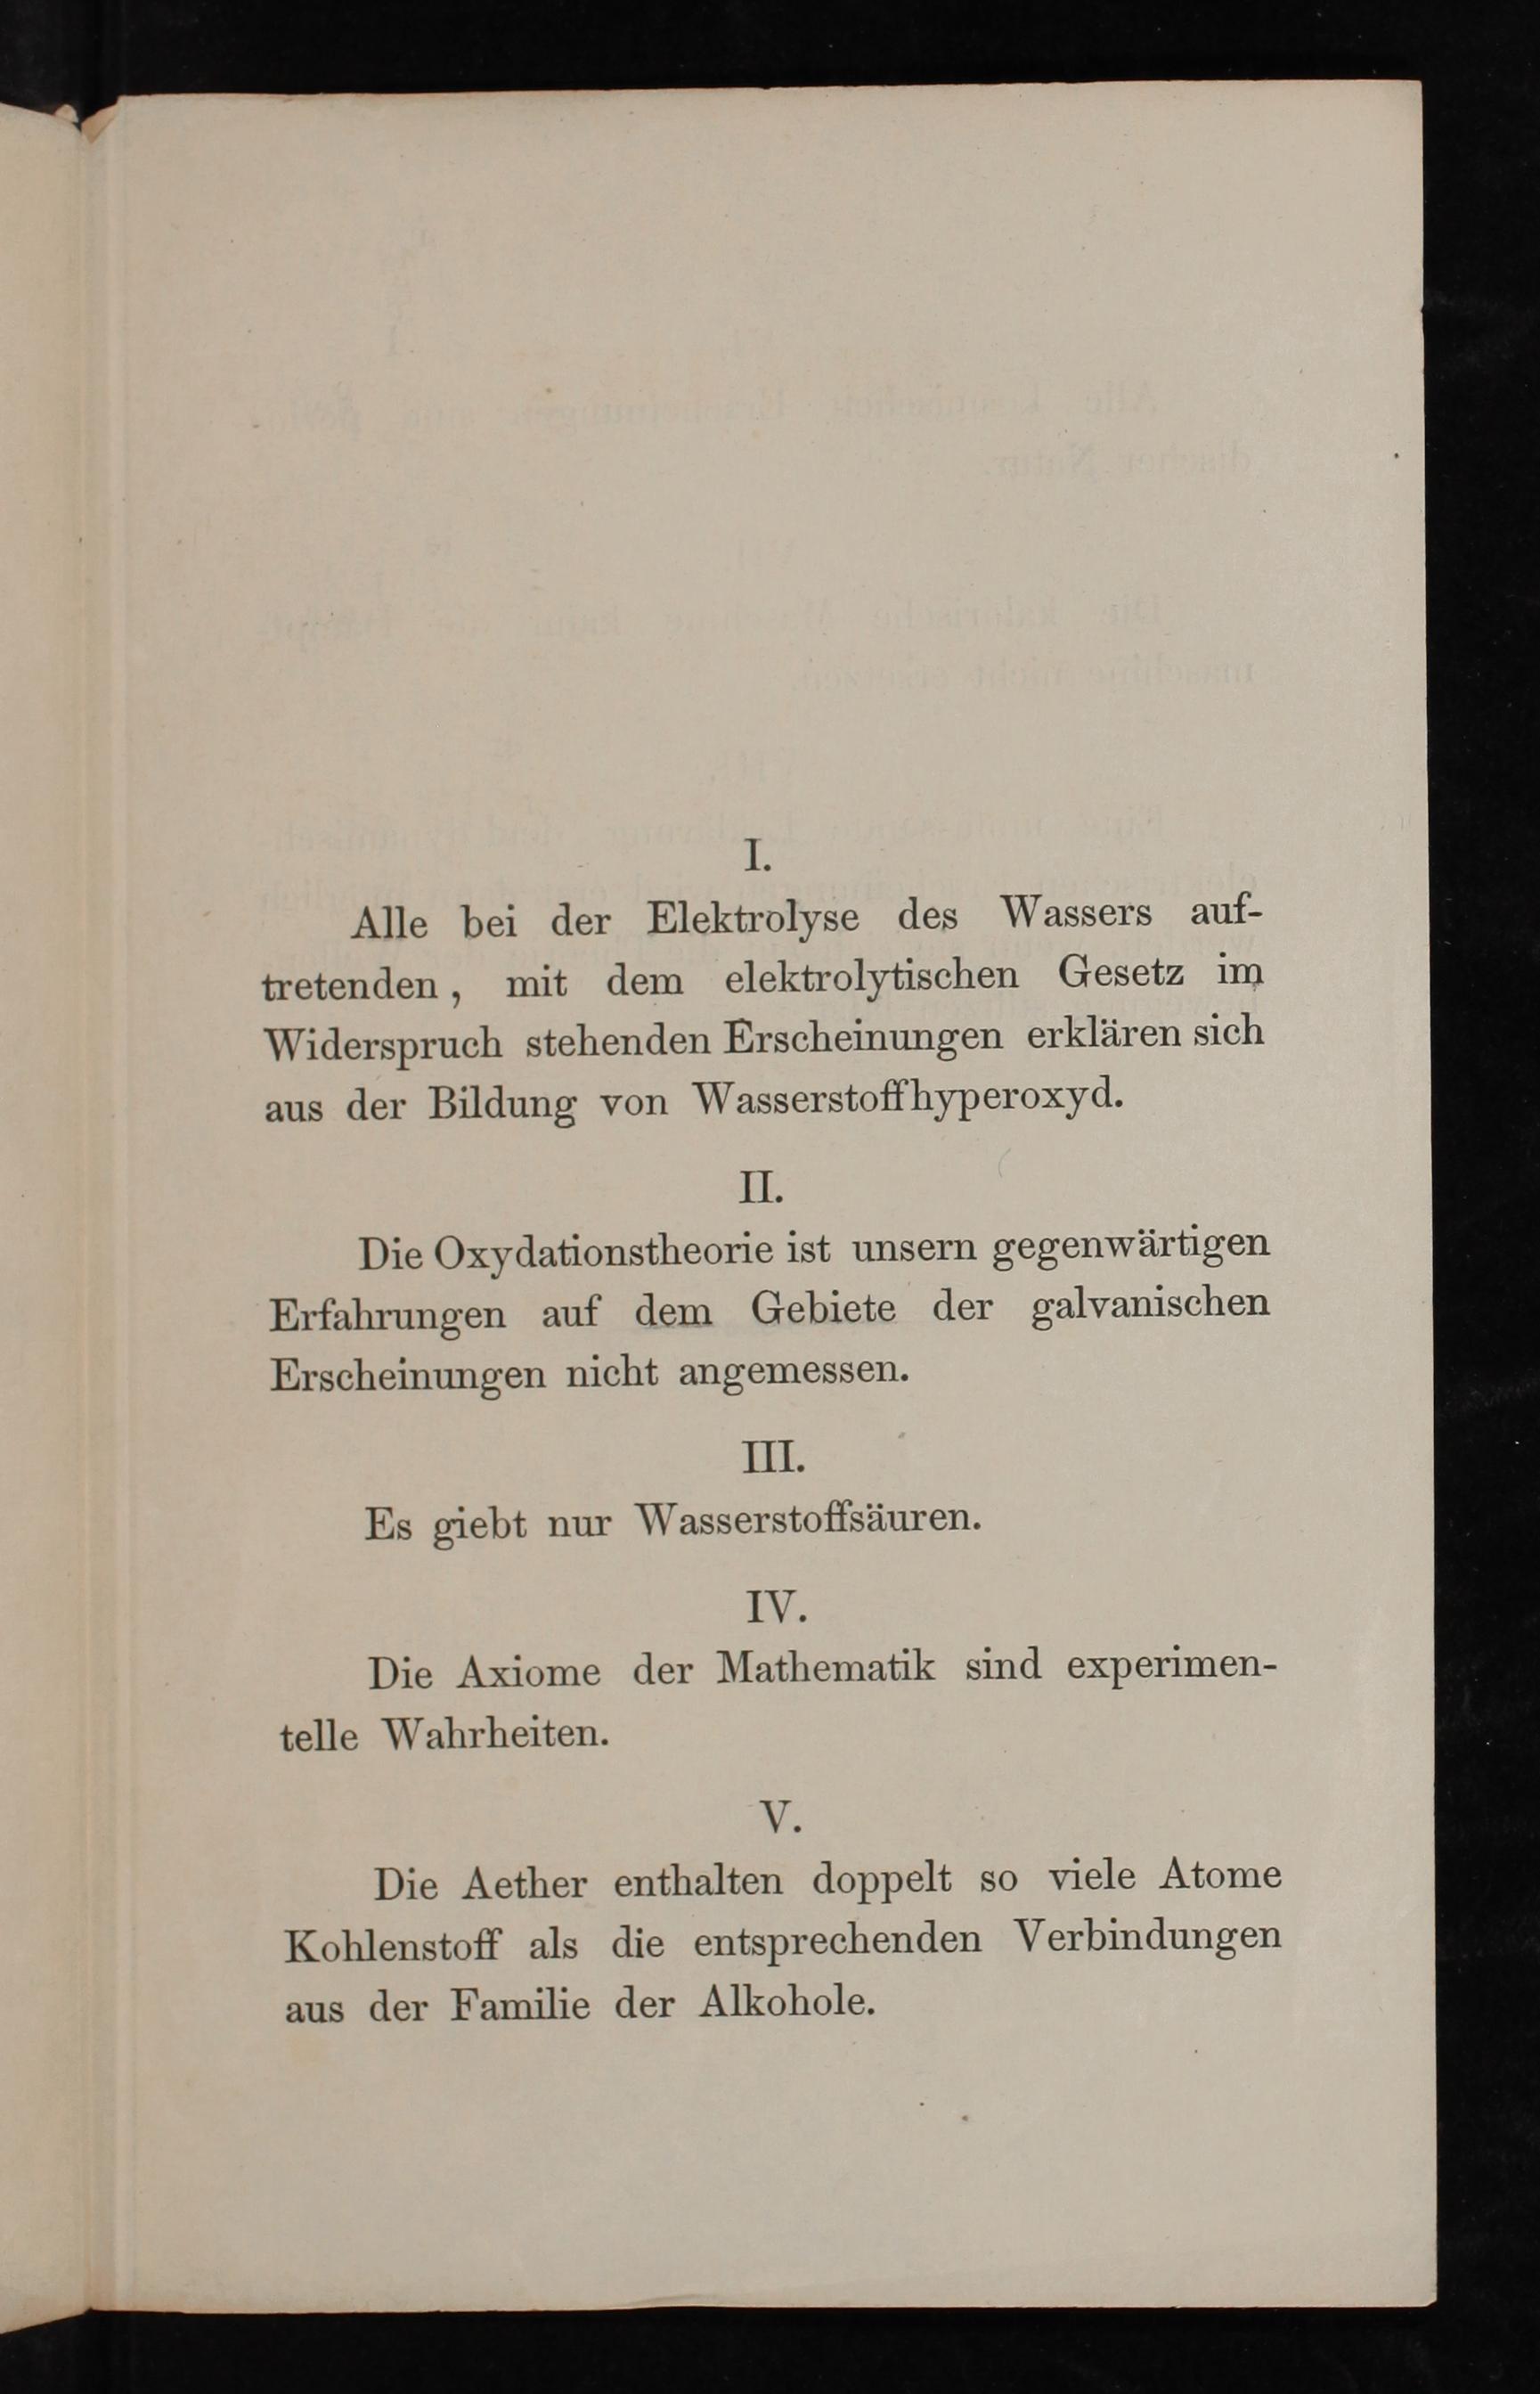 I.
Alle bei der Elektrolyse des Wassers auf-
tretenden, mit dem elektrolytischen Gesetz im
Widerspruch stehenden Erscheinungen erklären sich
aus der Bildung von Wasserstoffhyperoxyd.
II.
Die Oxydationstheorie ist unsern gegenwärtigen
Erfahrungen auf dem Gebiete der galvanischen
Erscheinungen nicht angemessen.
III.
Es giebt nur Wasserstoffsäuren.
IV.
Die Axiome der Mathematik sind experimen-
telle Wahrheiten.
V.
Die Aether enthalten doppelt so viele Atome
Kohlenstoff als die entsprechenden Verbindungen
aus der Familie der Alkohole.